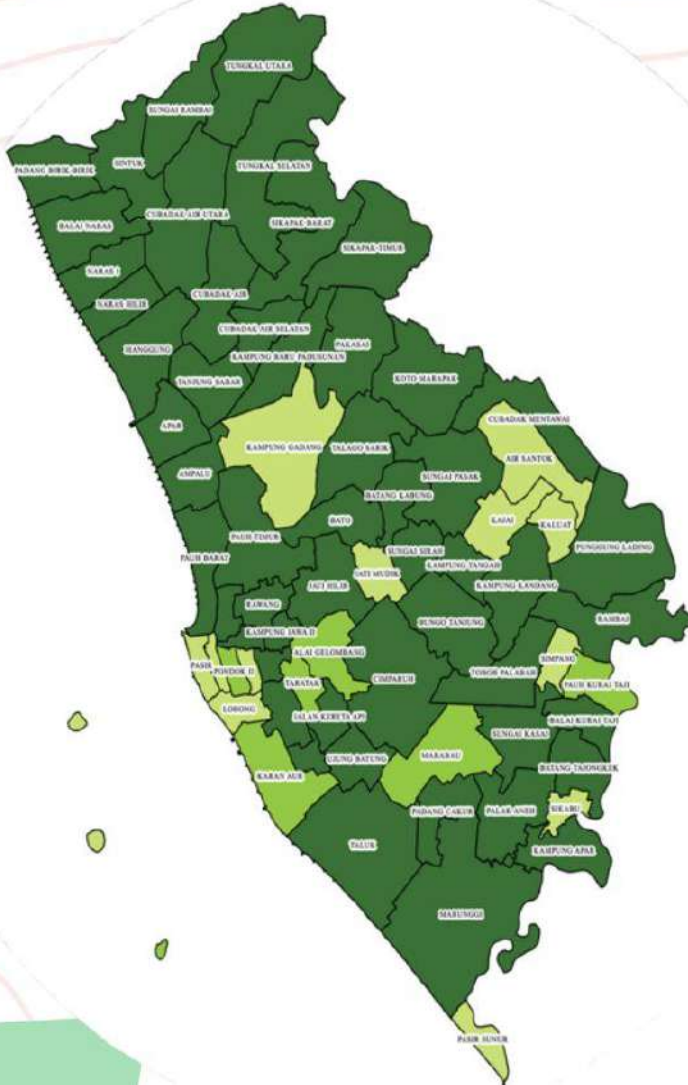 TUNGKAL UTARA
SUNGAI RAMBAI
PADANG BIRIK-BIRIK
SINTUK
TUNGKAL SELATAN
BALAI NARAS
CUBADAK AIR UTARA
SIKAPAK BARAT
SIKAPAK TIMUR
NARAS I
NARAS HILIR
CUBADAK AIR
CUBADAK AIR SELATAN
MANGGUNG
KAMPUNG BARU PADUSUNAN
PAKASAI
TANJUNG SABAR
KOTO MARAPAK
APAR
KAMPUNG GADANG
TALAGO SARIK
CUBADAK MENTAWAI
AIR SANTOK
AMPALU
SUNGAI PASAK
BATANG KABUNG
KAJAI
KALUAT
BATO
PAUH TIMUR
PAUH BARAT
SUNGAI SIRAH
PUNGGUNG LADING
KAMPUNG TANGAH
JATI MUDIK
JATI HILIR
KAMPUNG KANDANG
RAWANG
BUNGO TANJUNG
RAMBAI
KAMPUNG JAWA II
ALAI GELOMBANG
PASIR
PONDOK II
SIMPANG
TOBOH PALABAH
CIMPARUH
TARATAK
PAUH KURAI TAJI
LOHONG
JALAN KERETA API
BALAI KURAI TAJI
SUNGAI KASAI
UJUNG BATUNG
MARABAU
BATANG TAJONGKEK
KARAN AUR
PADANG CAKUR
PALAK ANEH
SIKABU
TALUK
KAMPUNG APAR
MARUNGGI
PASIR SUNUR